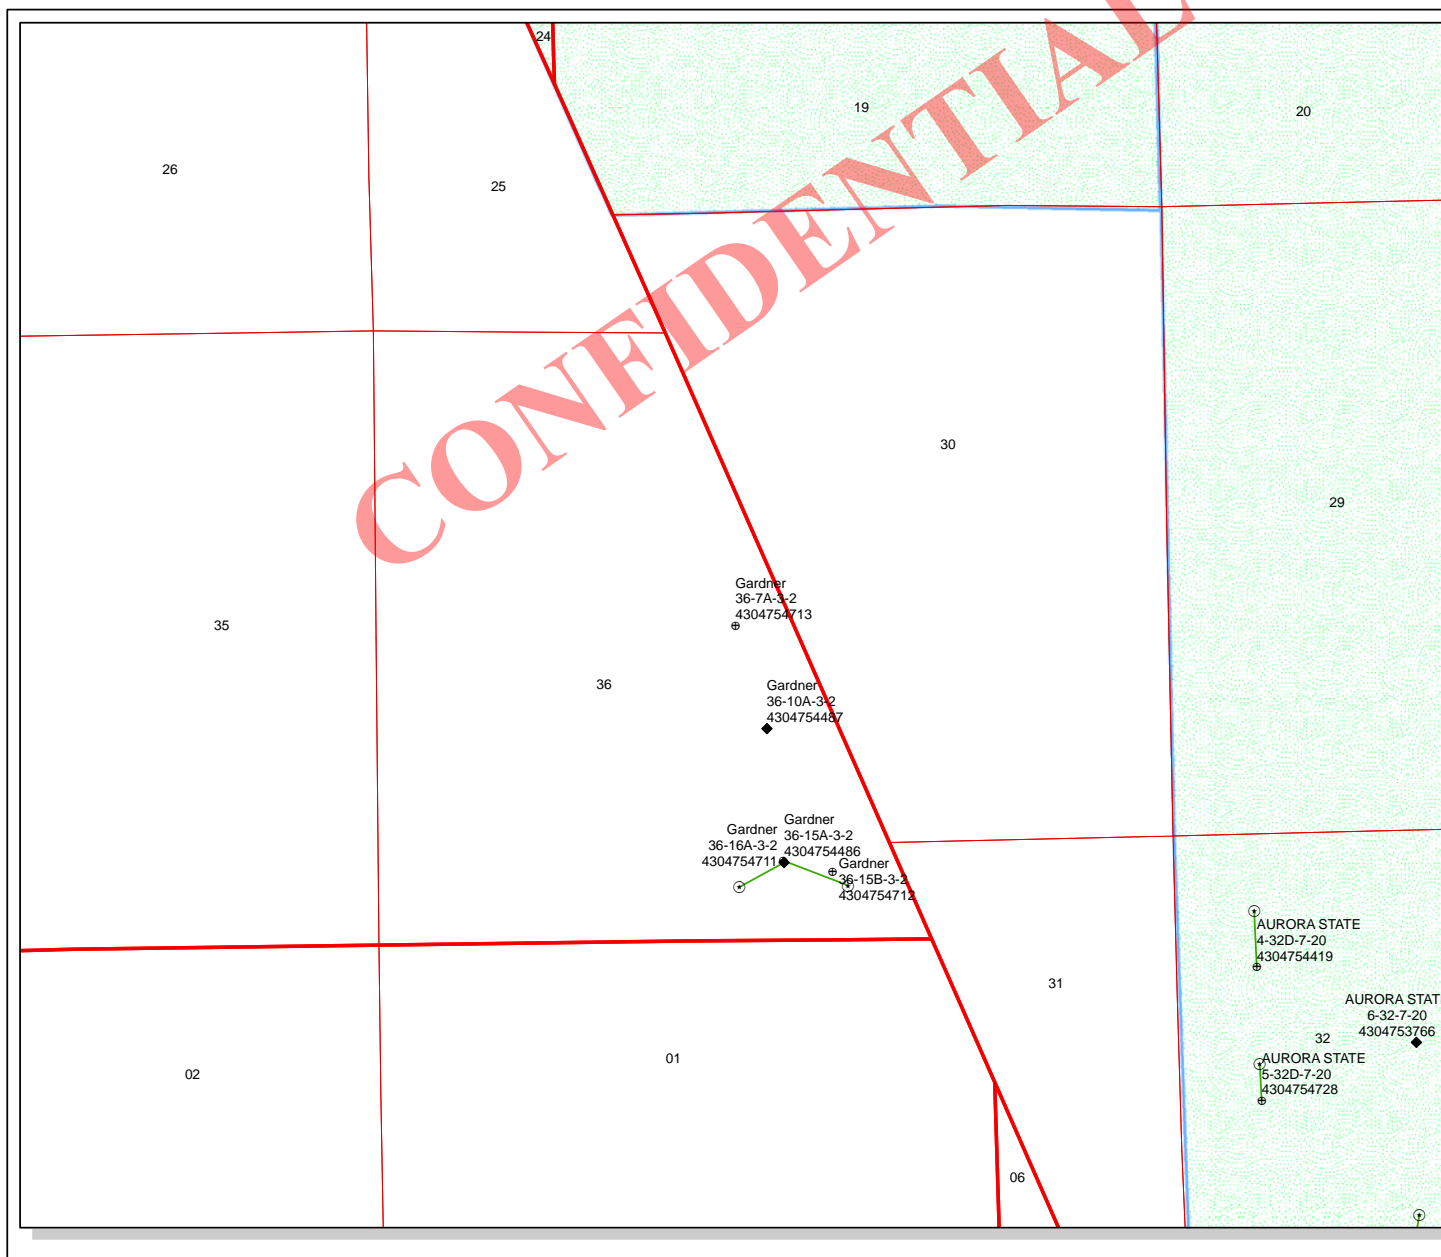 24
19
20
26
25
CONFIDENTIAL
30
29
Gardner
36-7A-3-2
4304754713
35
36
Gardner
36-10A-3-2
4304754487
Gardner
36-16A-3-2
4304754711
Gardner
36-15A-3-2
4304754486
Gardner
36-15B-3-2
4304754712
AURORA STATE
4-32D-7-20
4304754419
31
AURORA STAT
6-32-7-20
4304753766
32
AURORA STATE
5-32D-7-20
4304754728
01
02
06